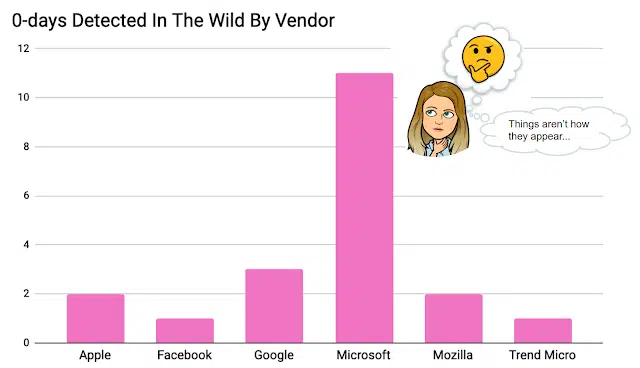 0-days Detected In The Wild By Vendor
12
10
8
6
4
2
0
Things aren't how
they appear...
Apple Facebook Google Microsoft Mozilla Trend Micro